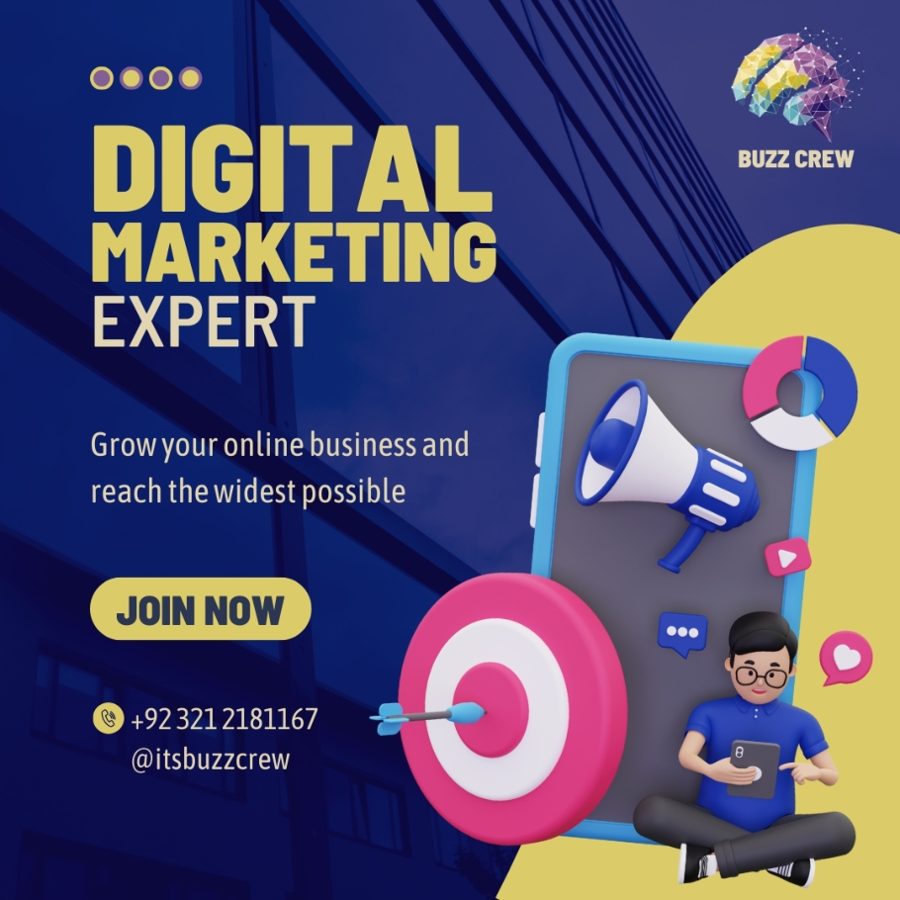 BUZZ CREW
DIGITAL
MARKETING
EXPERT
Grow your online business and
reach the widest possible
JOIN NOW
+92 321 2181167
@itsbuzzcrew